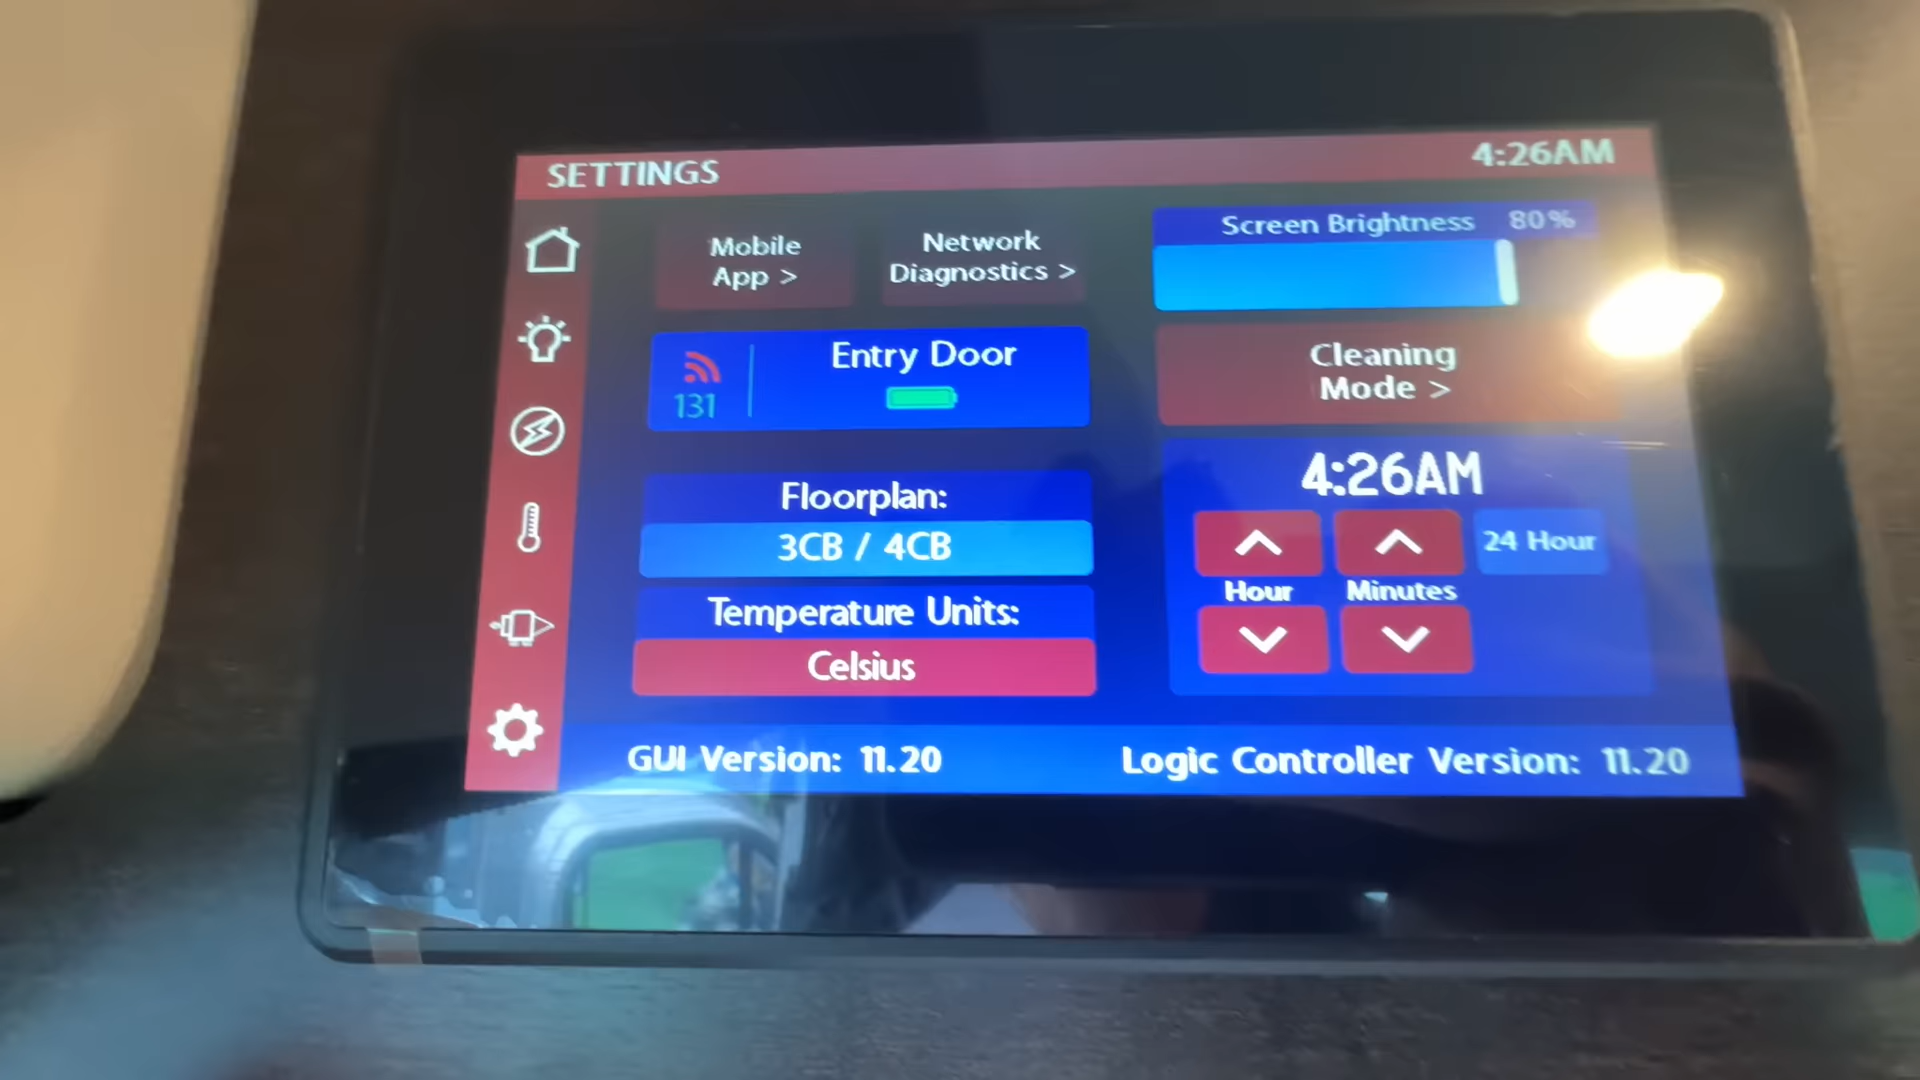 SETTINGS
4:26AM
Mobile
App >
Network
Diagnostics >
Screen Brightness 80%
131
Entry Door
Cleaning
Mode >
Floorplan:
3CB / 4CB
Temperature Units:
Celsius
4:26AM
24 Hour
Hour
Minutes
GUI Version: 11.20
Logic Controller Version: 11.20